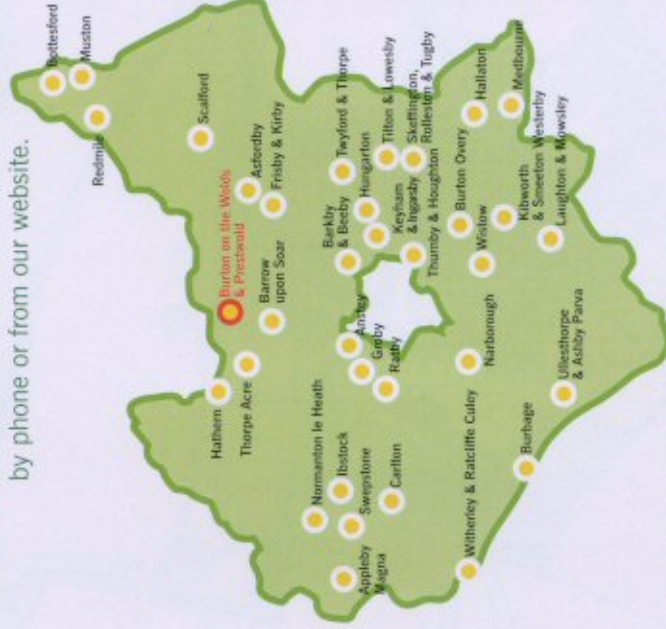 by phone or from our website.
Bottesford
Muston
Redmile
Scalford
Burton on the Wolds
& Prestwold
Asfordby
Frisby & Kirby
Hathern
Thorpe Acre
Barrow
upon Soar
Barkby
& Beeby
Twyford & Thorpe
Hungarton
Tilton & Lowesby
Keyham
& Ingarsby
Skeffington,
Rolleston & Tugby
Thurnby & Houghton
Anstey
Groby
Ratby
Normanton le Heath
Ibstock
Swepstone
Carlton
Appleby
Magna
Witherley & Ratcliffe Culey
Narborough
Burton Overy
Wistow
Hallaton
Medbourne
Kibworth
& Smeeton Westerby
Laughton & Mowsley
Burbage
Ullesthorpe
& Ashby Parva